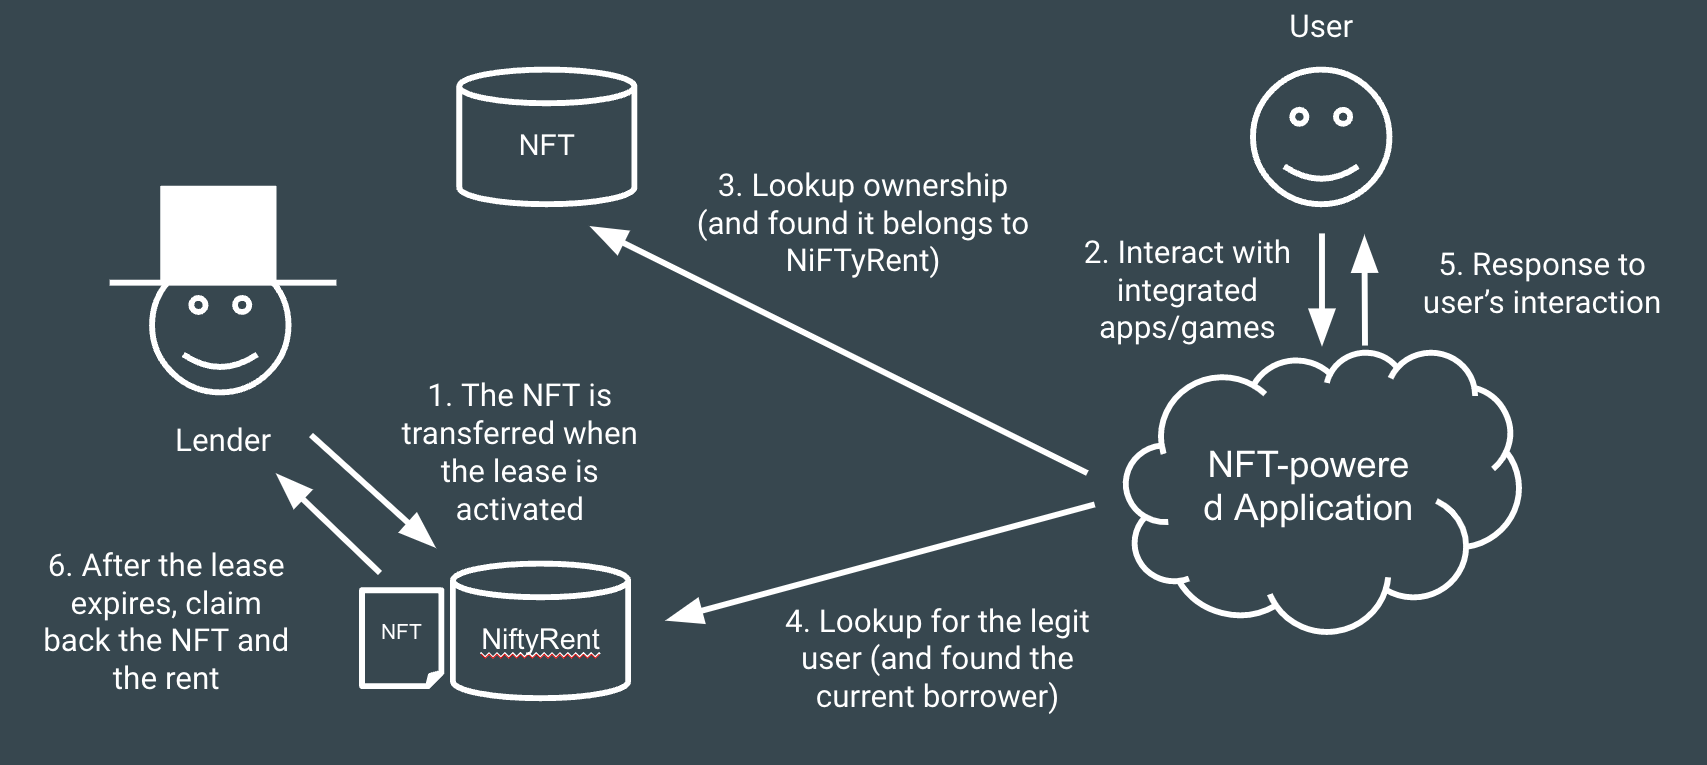 User
NFT
3. Lookup ownership
(and found it belongs to
NiFTyRent)
2. Interact with
integrated
apps/games
5. Response to
user’s interaction
Lender
1. The NFT is
transferred when
the lease is
activated
NFT-powere
d Application
6. After the lease
expires, claim
back the NFT and
the rent
NFT
NiftyRent
4. Lookup for the legit
user (and found the
current borrower)